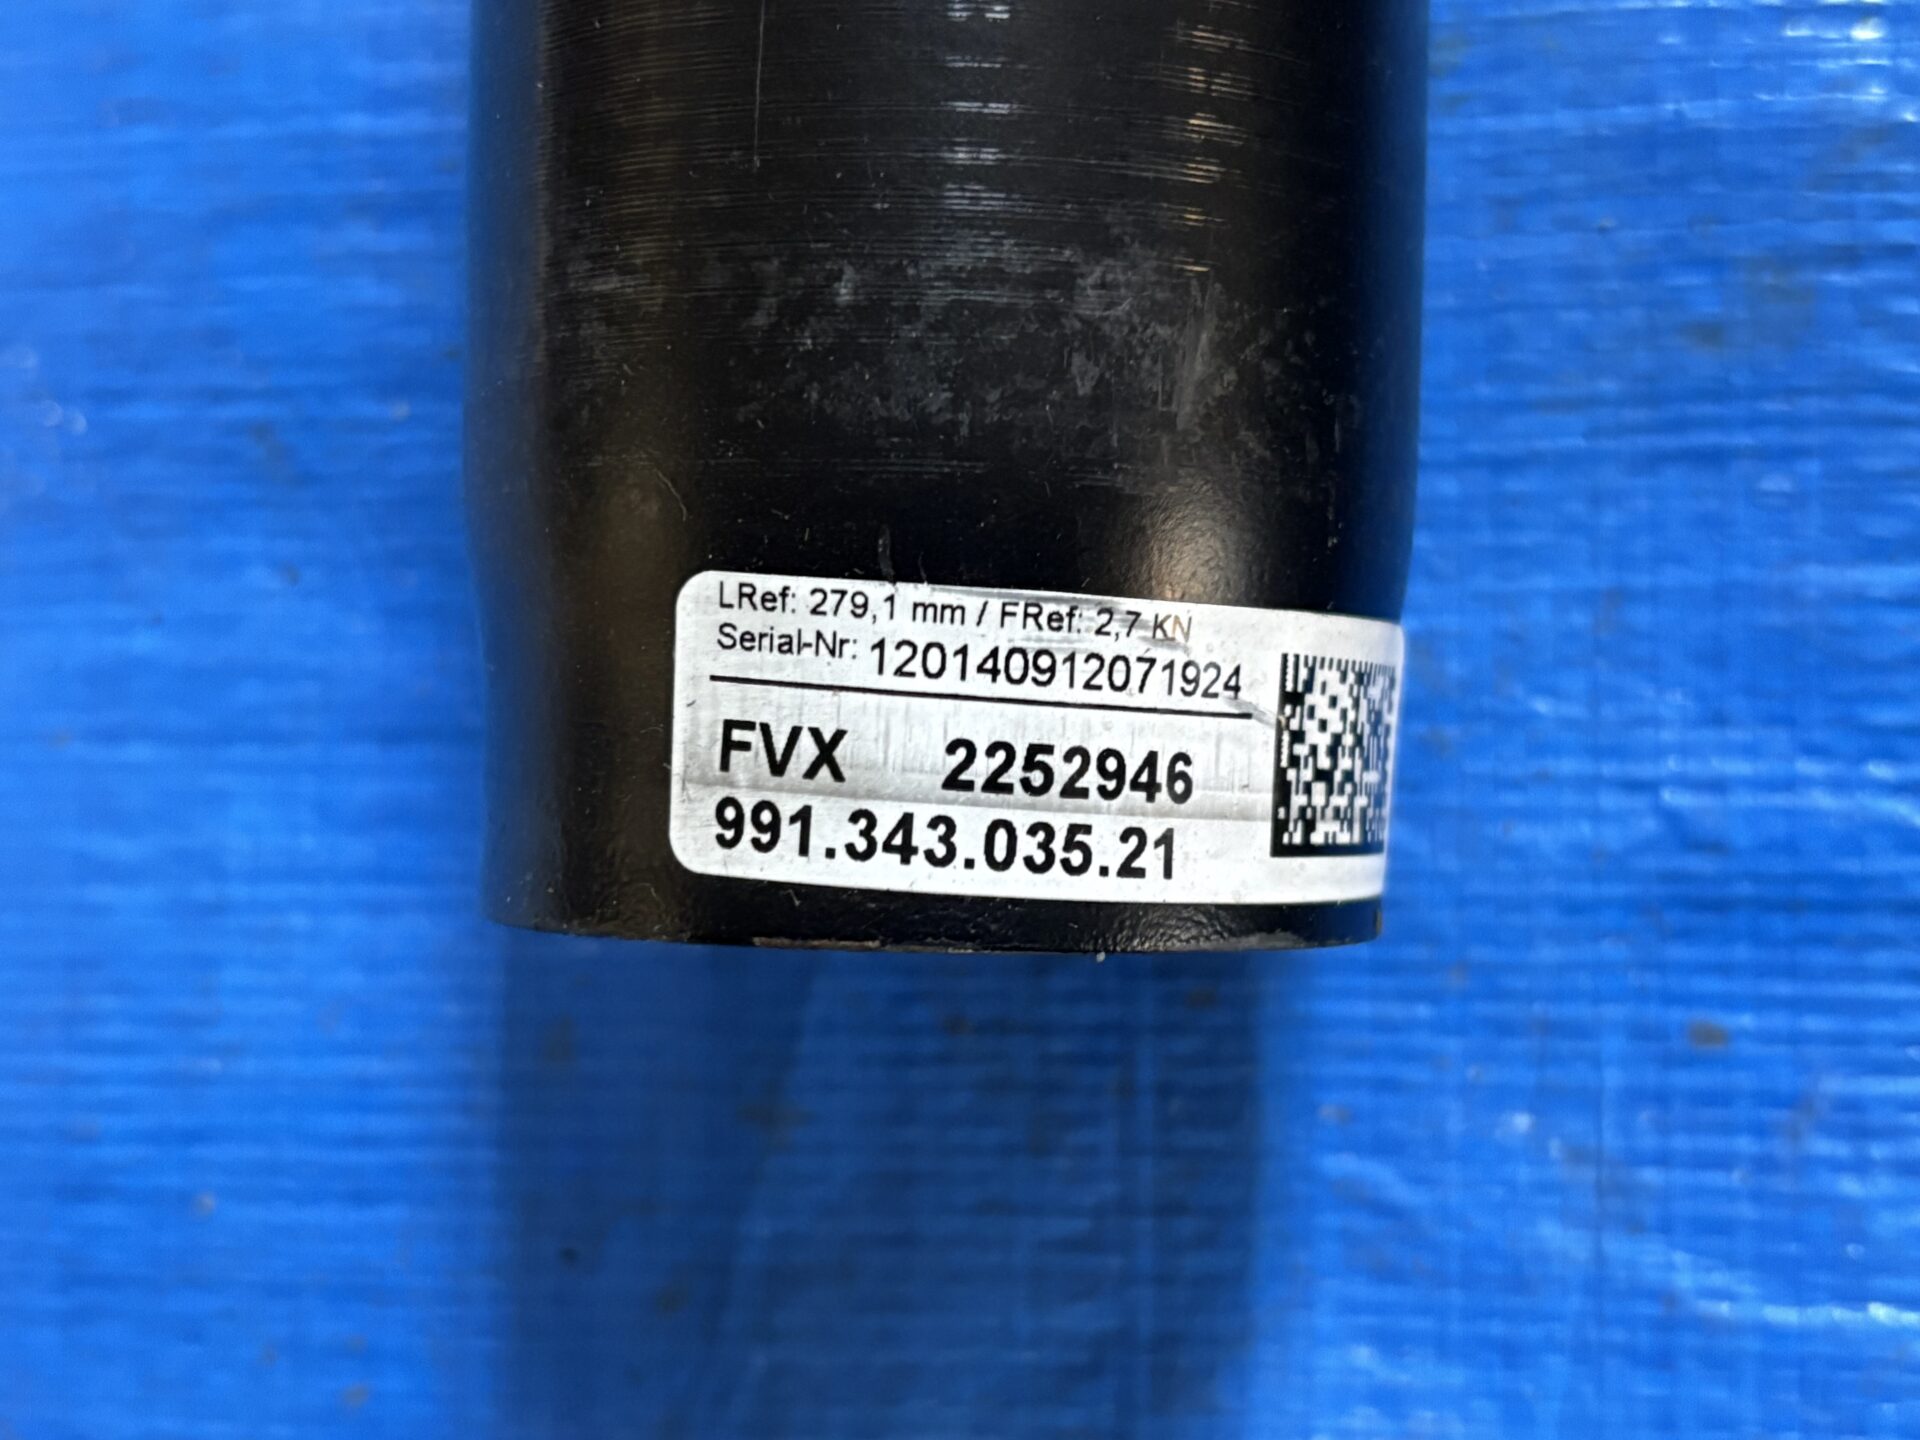 LRef: 279,1 mm / FRef: 2,7 KN
Serial-Nr: 120140912071924
FVX 2252946
991.343.035.21